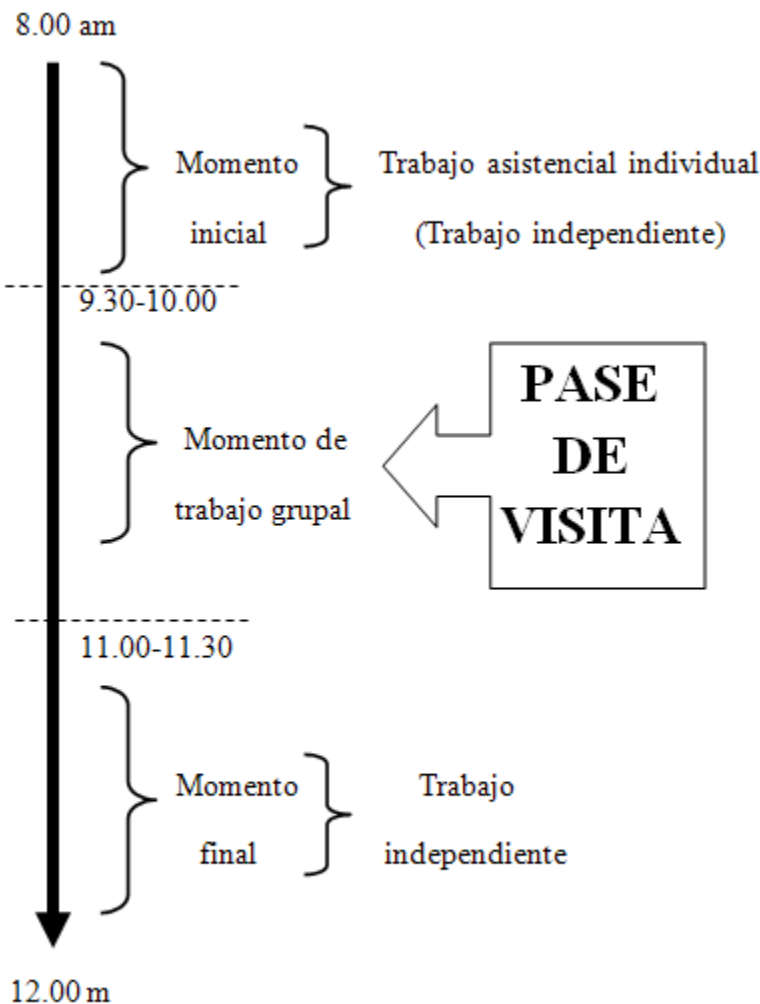 8.00 am
Momento
inicial
Trabajo asistencial individual
(Trabajo independiente)
9.30-10.00
Momento de
trabajo grupal
PASE
DE
VISITA
11.00-11.30
Momento
final
Trabajo
independiente
12.00 m